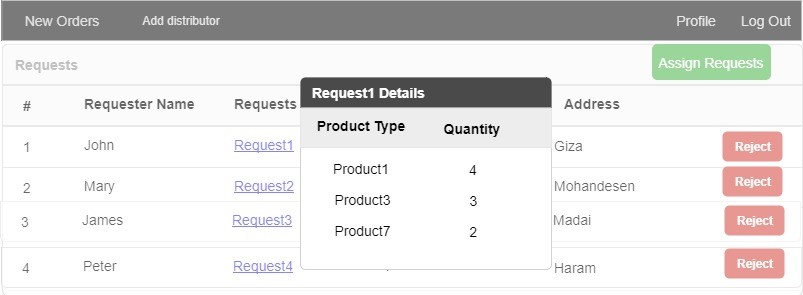 New Orders Add distributor Profile Log Out
Requests Assign Requests
Request1 Details
# Requester Name Requests Address
Product Type Quantity
1 John Request1 Giza Reject
Product1 4
2 Mary Request2 Mohandesen Reject
Product3 3
3 James Request3 Madai Reject
Product7 2
4 Peter Request4 Haram Reject